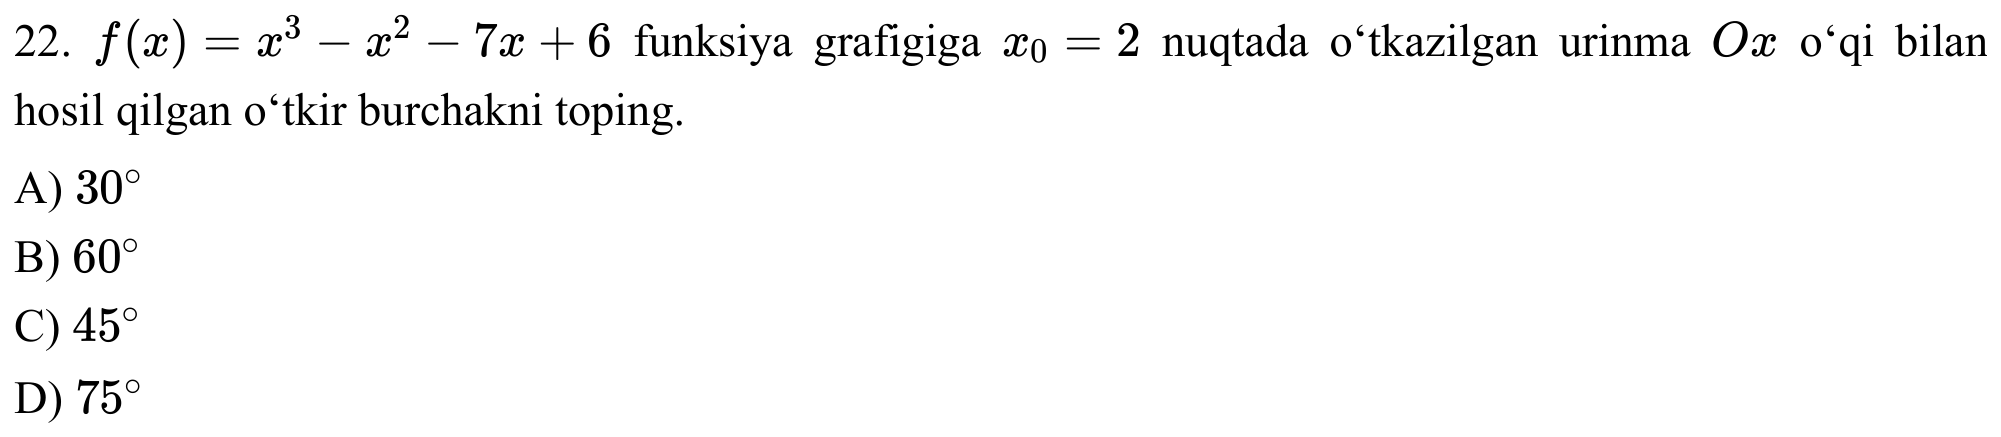 22. f(x) = x³ − x² − 7x + 6 funksiya grafigiga x₀ = 2 nuqtada o‘tkazilgan urinma Ox o‘qi bilan
hosil qilgan o‘tkir burchakni toping.
A) 30°
B) 60°
C) 45°
D) 75°